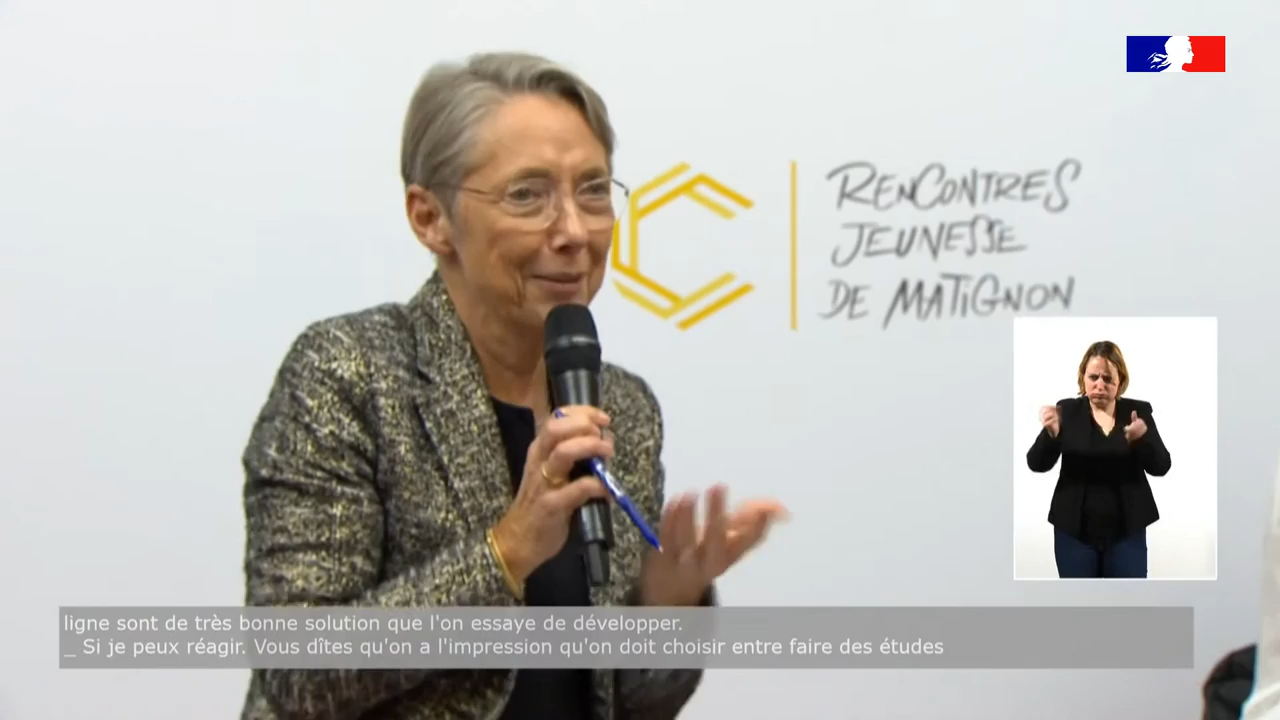 RENCONTRES
JEUNESSE
DE MATIGNON
ligne sont de très bonne solution que l'on essaye de développer.
_ Si je peux réagir. Vous dîtes qu'on a l'impression qu'on doit choisir entre faire des études